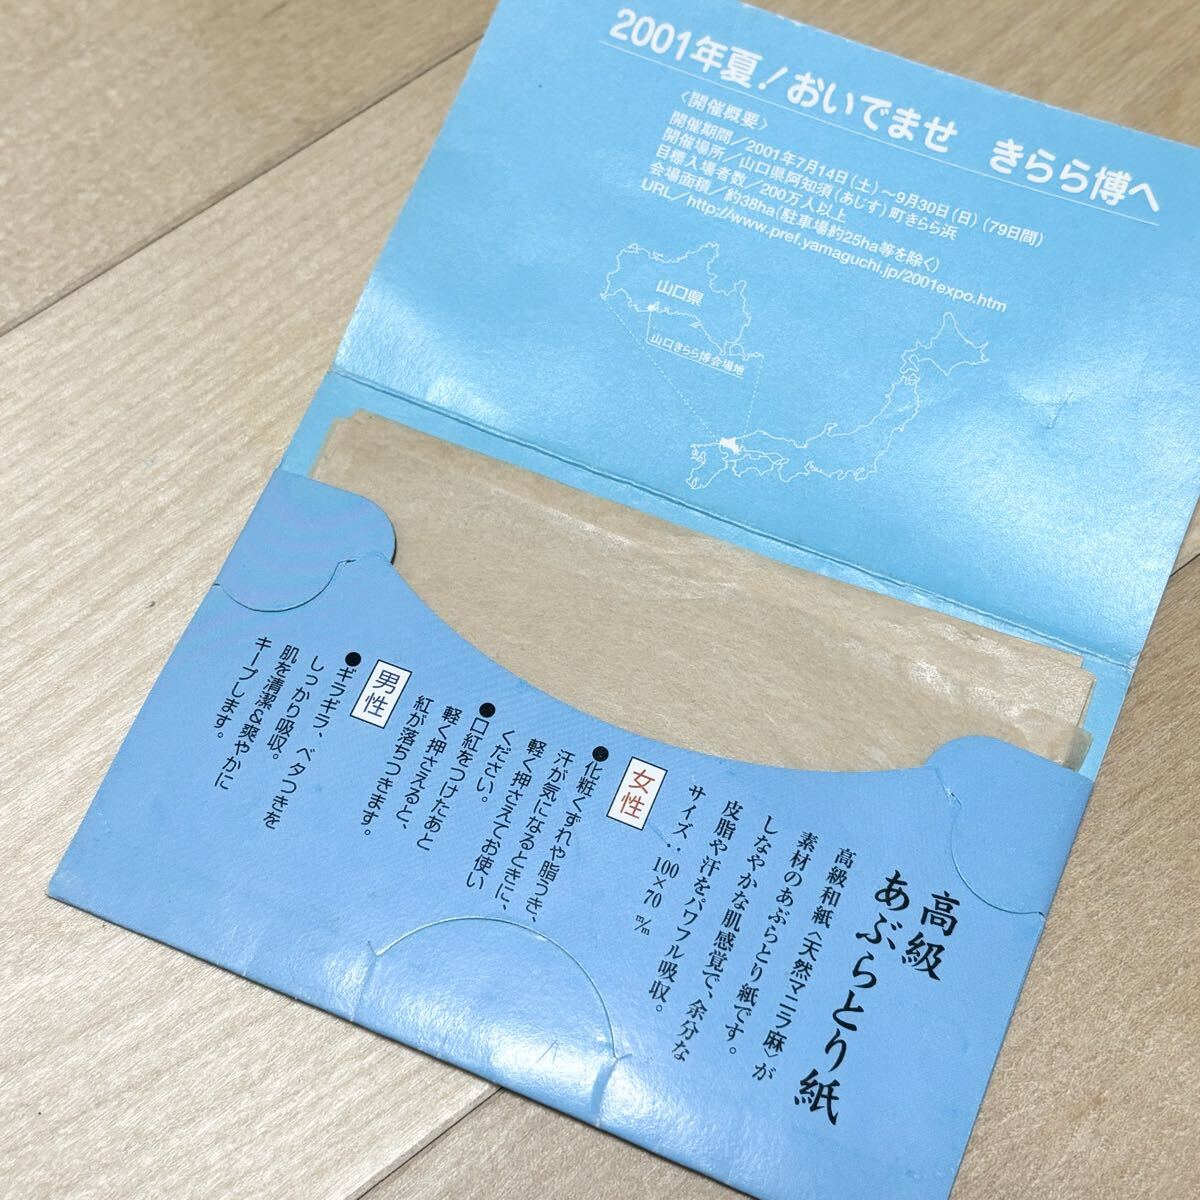 2001年夏！おいでませ きらら博へ
〈開催概要〉
開催期間／2001年7月14日（土）～9月30日（日）（79日間）
開催場所／山口県阿知須（あじす）町きらら浜
目標入場者数／200万人以上
会場面積／約38ha（駐車場約25ha等を除く）
URL／http://www.pref.yamaguchi.jp/2001expo.htm
山口県
山口きらら博会場地
高級
あぶらとり紙
高級和紙〈天然マニラ麻〉が
素材のあぶらとり紙です。
しなやかな肌感覚で、余分な
皮脂や汗をパワフル吸収。
サイズ：100×70m/m
女性
●化粧くずれや脂うき、
汗が気になるときに、
軽く押さえてお使い
ください。
●口紅をつけたあと
軽く押さえると、
紅が落ちつきます。
男性
●ギラギラ、ベタつきを
しっかり吸収。
肌を清潔&爽やかに
キープします。